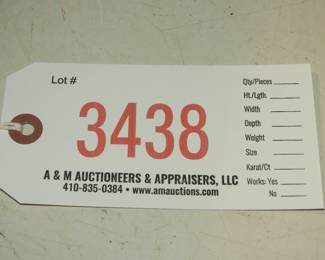 Lot #
3438
A & M AUCTIONEERS & APPRAISERS, LLC
410-835-0384 • www.amauctions.com
Qty/Pieces
Ht./Lgth.
Width
Depth
Weight
Size
Karat/Ct
Works: Yes
No